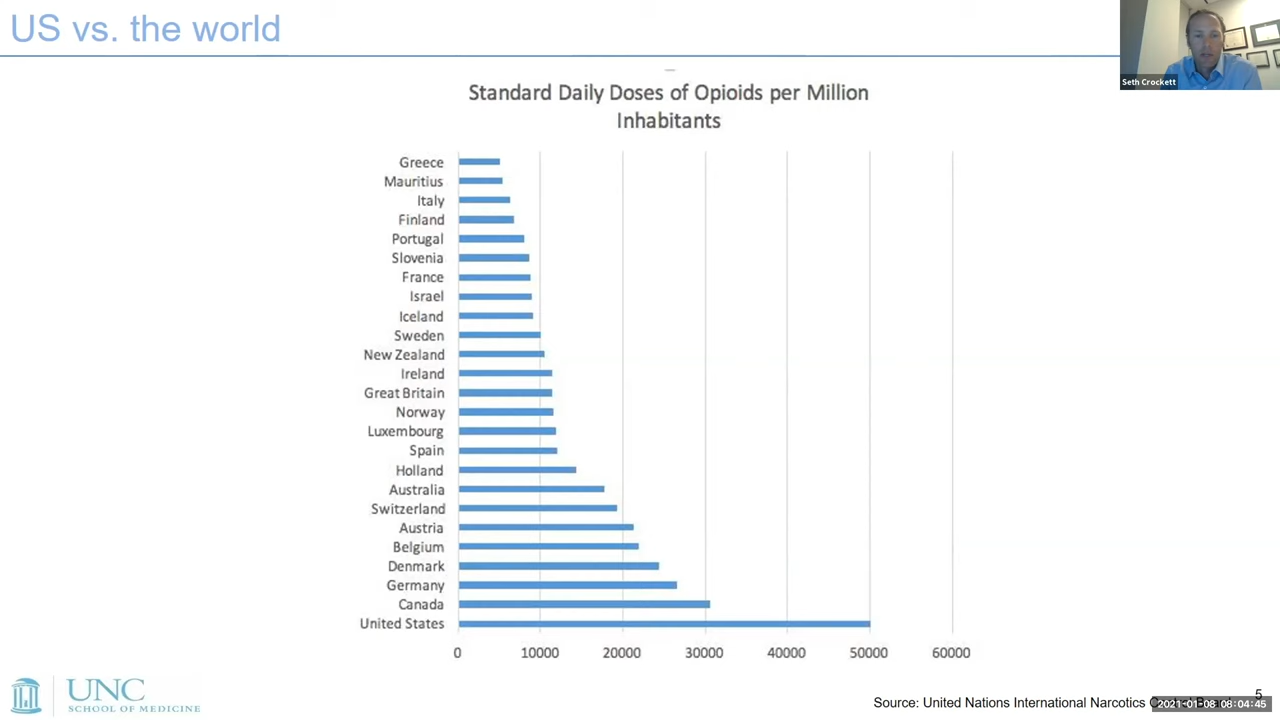 US vs. the world
Seth Crockett
Standard Daily Doses of Opioids per Million
Inhabitants
Greece
Mauritius
Italy
Finland
Portugal
Slovenia
France
Israel
Iceland
Sweden
New Zealand
Ireland
Great Britain
Norway
Luxembourg
Spain
Holland
Australia
Switzerland
Austria
Belgium
Denmark
Germany
Canada
United States
0 10000 20000 30000 40000 50000 60000
UNC
SCHOOL OF MEDICINE
5
Source: United Nations International Narcotics
2021-01-08 08:04:45